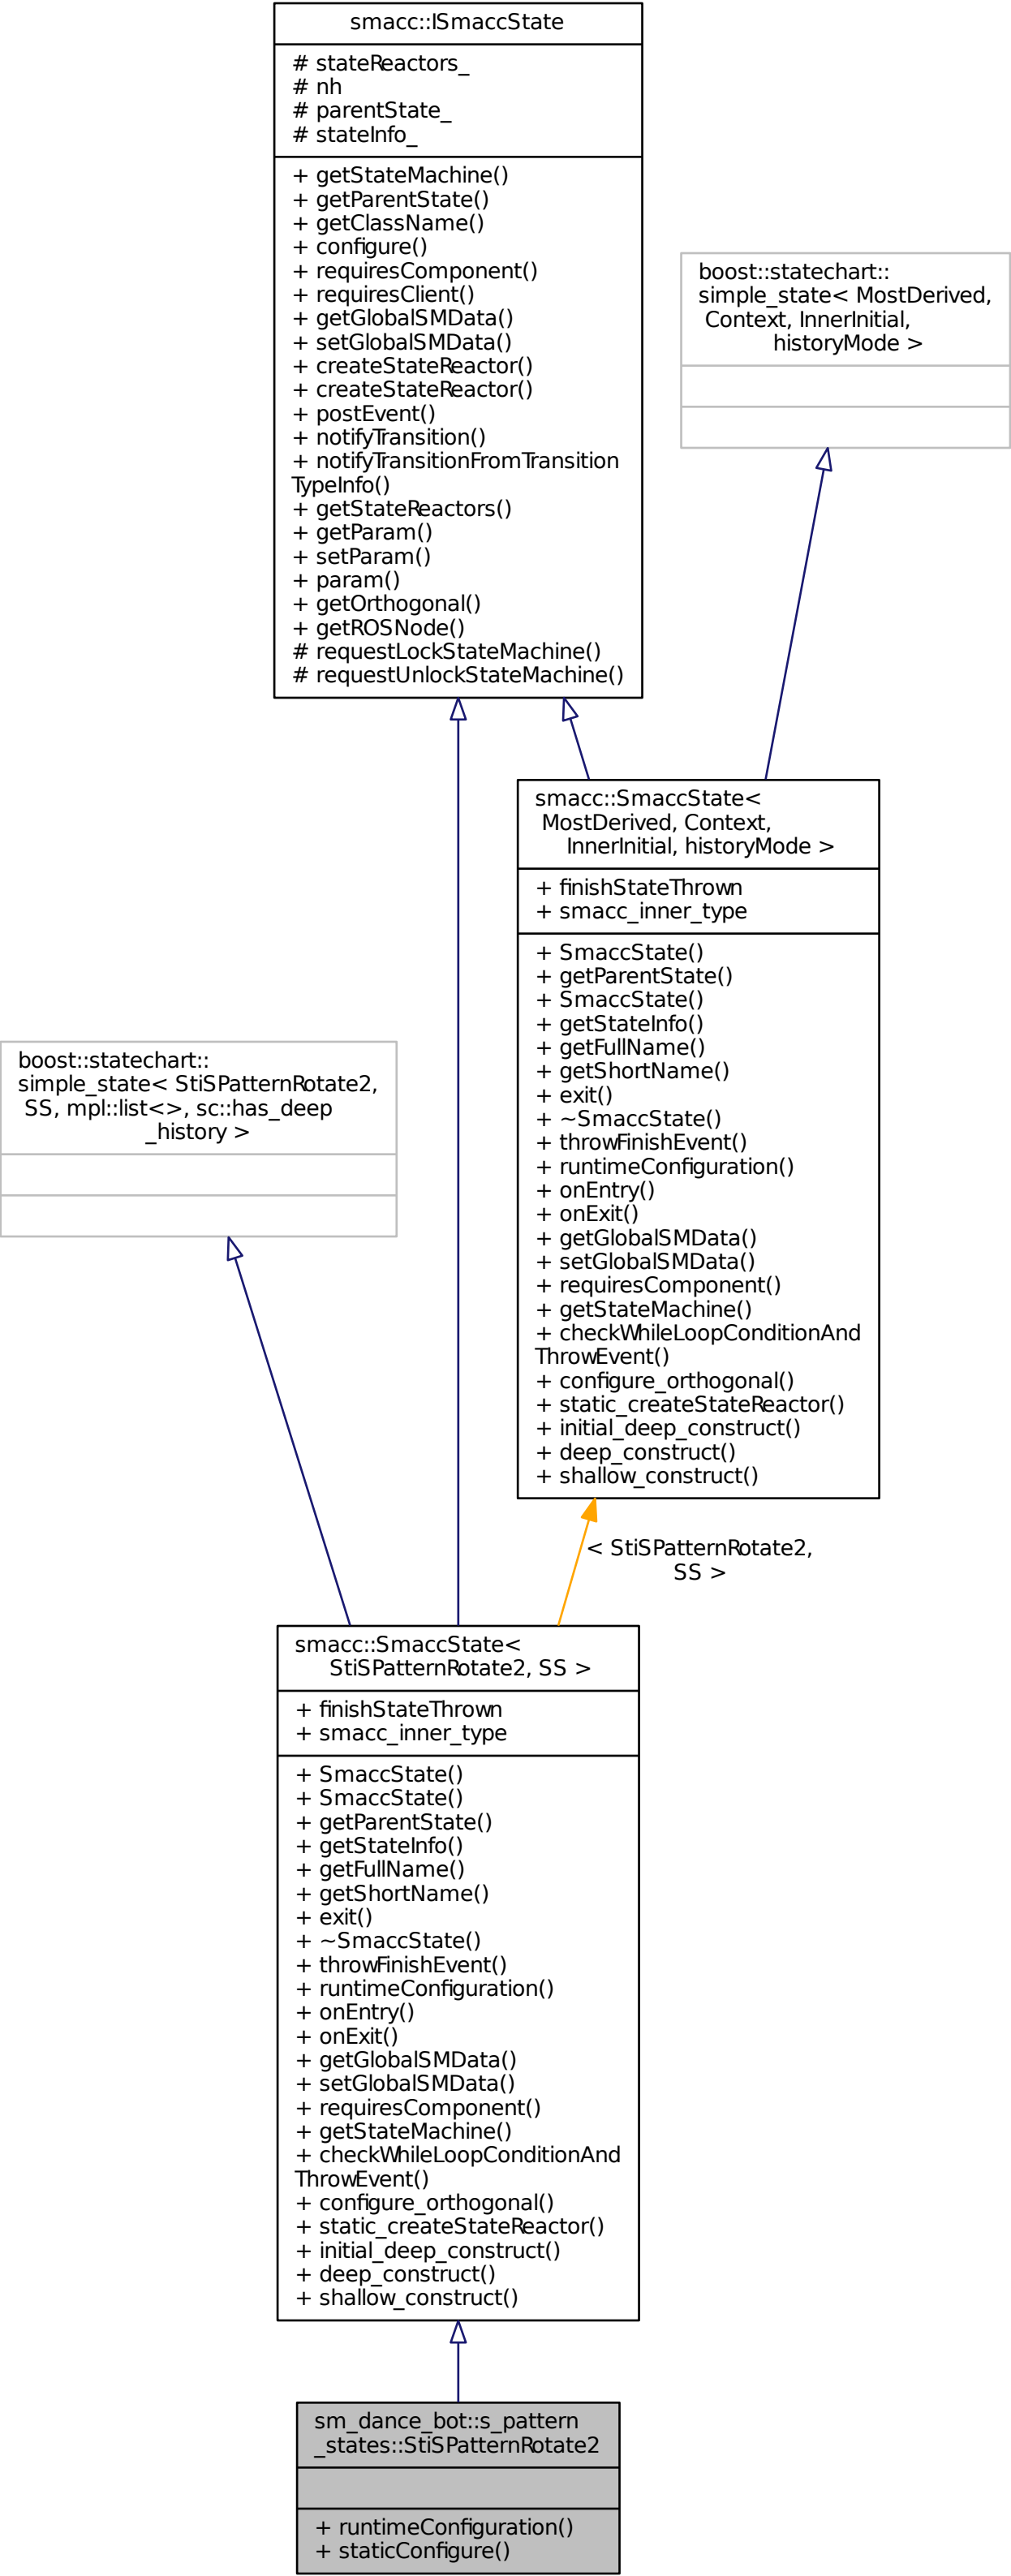 smacc::ISmaccState
# stateReactors_
# nh
# parentState_
# stateInfo_
+ getStateMachine()
+ getParentState()
+ getClassName()
+ configure()
+ requiresComponent()
+ requiresClient()
+ getGlobalSMData()
+ setGlobalSMData()
+ createStateReactor()
+ createStateReactor()
+ postEvent()
+ notifyTransition()
+ notifyTransitionFromTransition
TypeInfo()
+ getStateReactors()
+ getParam()
+ setParam()
+ param()
+ getOrthogonal()
+ getROSNode()
# requestLockStateMachine()
# requestUnlockStateMachine()
boost::statechart::
simple_state< MostDerived,
Context, InnerInitial,
historyMode >
smacc::SmaccState<
MostDerived, Context,
InnerInitial, historyMode >
+ finishStateThrown
+ smacc_inner_type
+ SmaccState()
+ getParentState()
+ SmaccState()
+ getStateInfo()
+ getFullName()
+ getShortName()
+ exit()
+ ~SmaccState()
+ throwFinishEvent()
+ runtimeConfiguration()
+ onEntry()
+ onExit()
+ getGlobalSMData()
+ setGlobalSMData()
+ requiresComponent()
+ getStateMachine()
+ checkWhileLoopConditionAnd
ThrowEvent()
+ configure_orthogonal()
+ static_createStateReactor()
+ initial_deep_construct()
+ deep_construct()
+ shallow_construct()
boost::statechart::
simple_state< StiSPatternRotate2,
SS, mpl::list<>, sc::has_deep
_history >
< StiSPatternRotate2,
SS >
smacc::SmaccState<
StiSPatternRotate2, SS >
+ finishStateThrown
+ smacc_inner_type
+ SmaccState()
+ SmaccState()
+ getParentState()
+ getStateInfo()
+ getFullName()
+ getShortName()
+ exit()
+ ~SmaccState()
+ throwFinishEvent()
+ runtimeConfiguration()
+ onEntry()
+ onExit()
+ getGlobalSMData()
+ setGlobalSMData()
+ requiresComponent()
+ getStateMachine()
+ checkWhileLoopConditionAnd
ThrowEvent()
+ configure_orthogonal()
+ static_createStateReactor()
+ initial_deep_construct()
+ deep_construct()
+ shallow_construct()
sm_dance_bot::s_pattern
_states::StiSPatternRotate2
+ runtimeConfiguration()
+ staticConfigure()